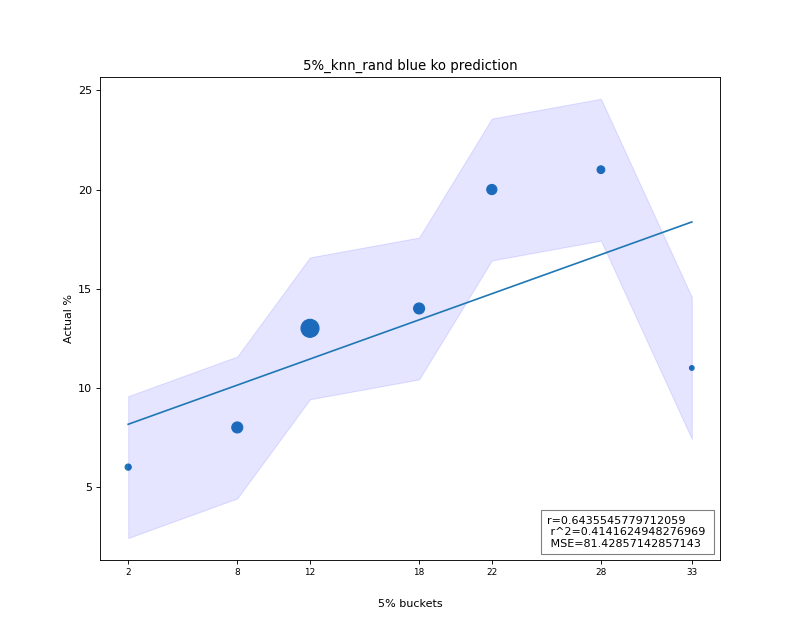 5%_knn_rand blue ko prediction
25
20
15
10
5
Actual %
2 8 12 18 22 28 33
5% buckets
r=0.6435545779712059
r^2=0.4141624948276969
MSE=81.42857142857143